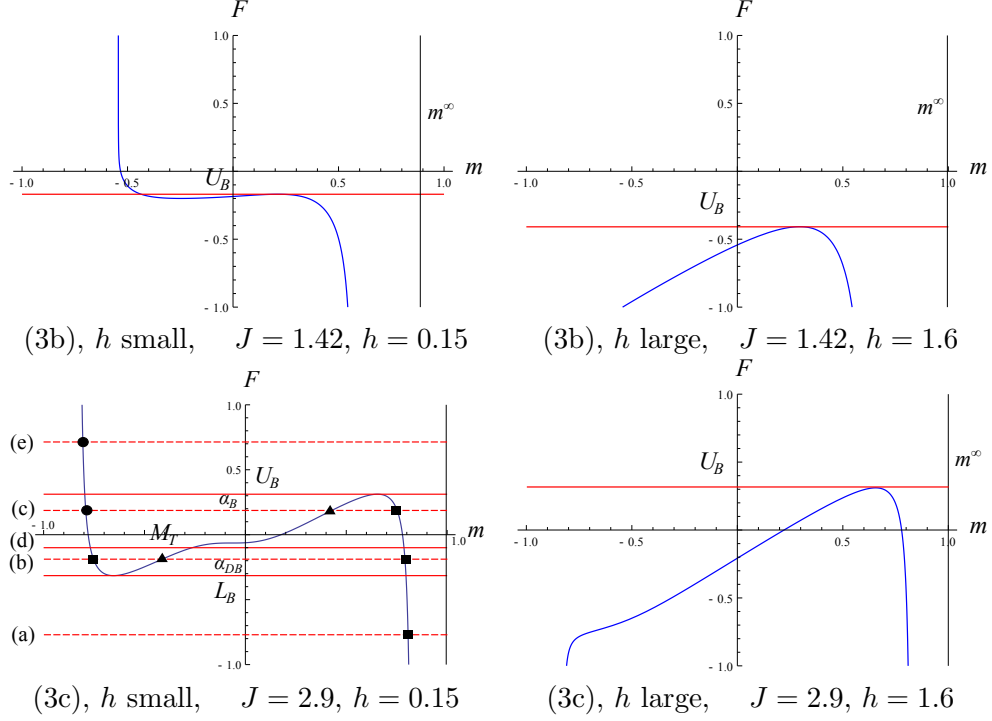 F
1.0
0.5
m^∞
- 1.0
- 0.5
U_B
0.5
m
- 0.5
- 1.0
(3b), h small, J = 1.42, h = 0.15
F
1.0
0.5
m^∞
- 1.0
- 0.5
0.5
1.0
m
U_B
- 0.5
- 1.0
(3b), h large, J = 1.42, h = 1.6
F
1.0
(e)
0.5
U_B
(c)
α_B
- 1.0
M_T
1.0
m
(d)
(b)
α_DB
L_B
(a)
- 1.0
(3c), h small, J = 2.9, h = 0.15
F
1.0
0.5
U_B
m^∞
- 1.0
- 0.5
0.5
1.0
m
- 0.5
- 1.0
(3c), h large, J = 2.9, h = 1.6